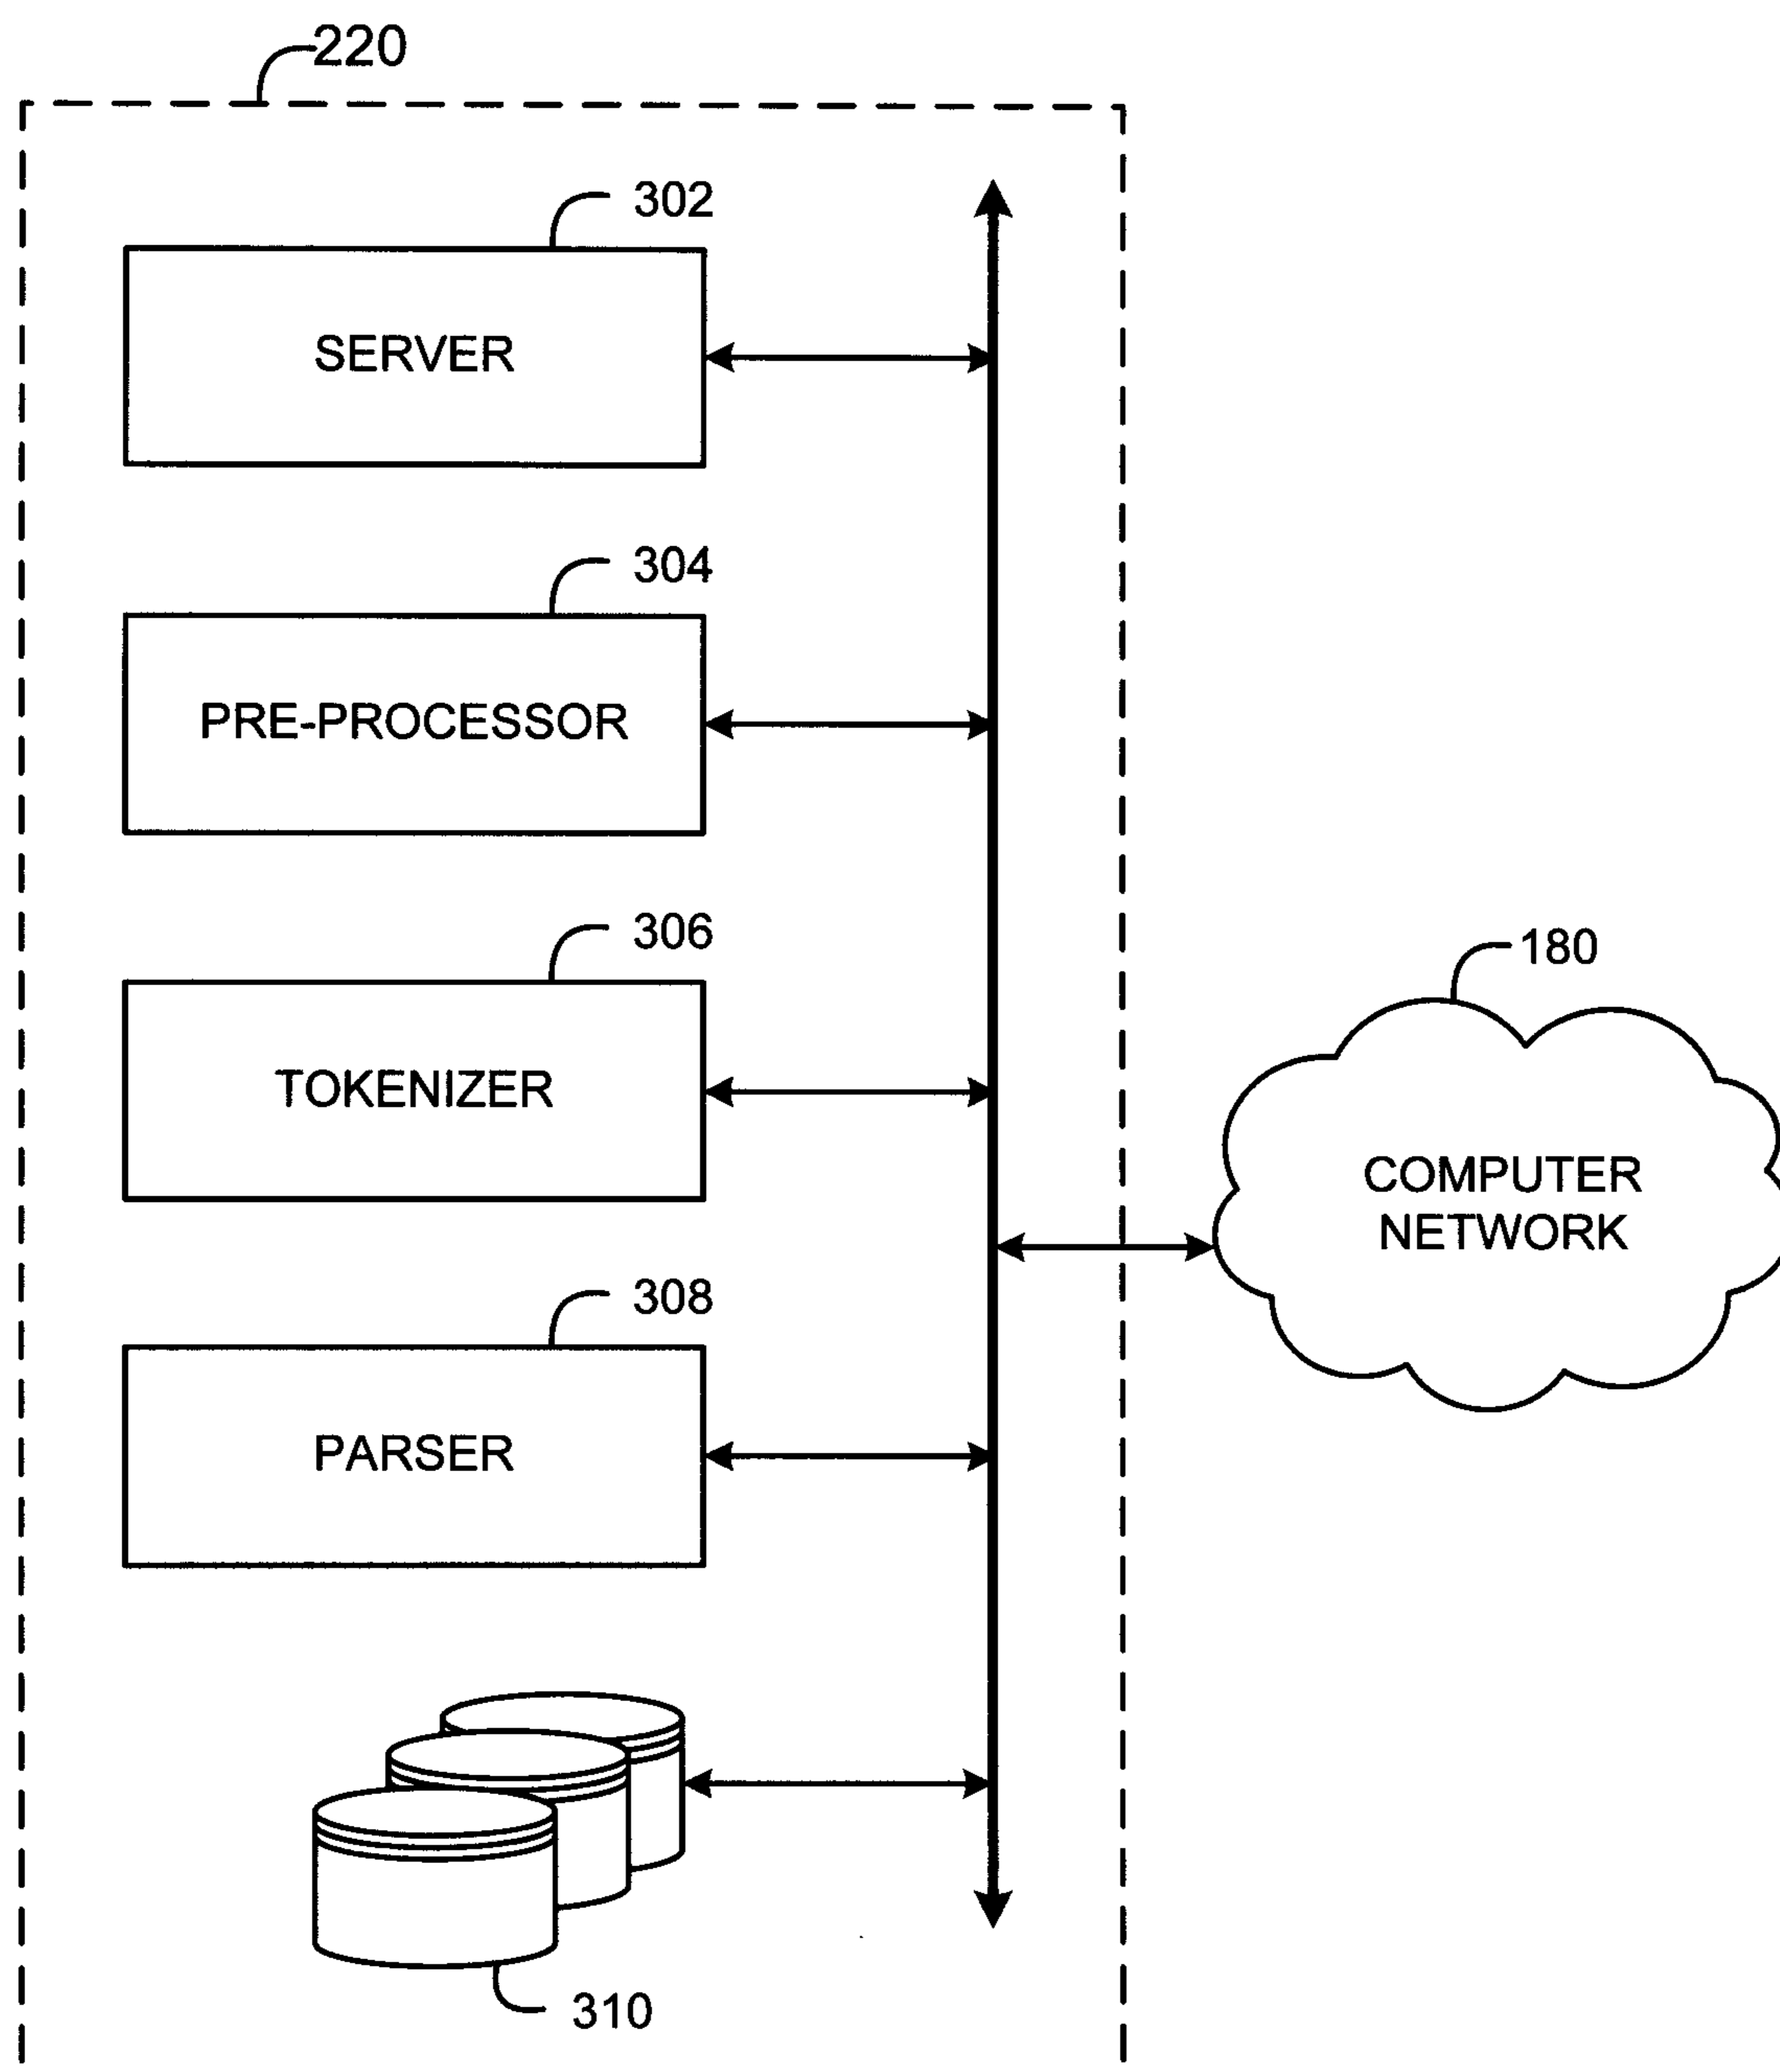 220
302
SERVER
304
PRE-PROCESSOR
306
TOKENIZER
180
COMPUTER
NETWORK
308
PARSER
310